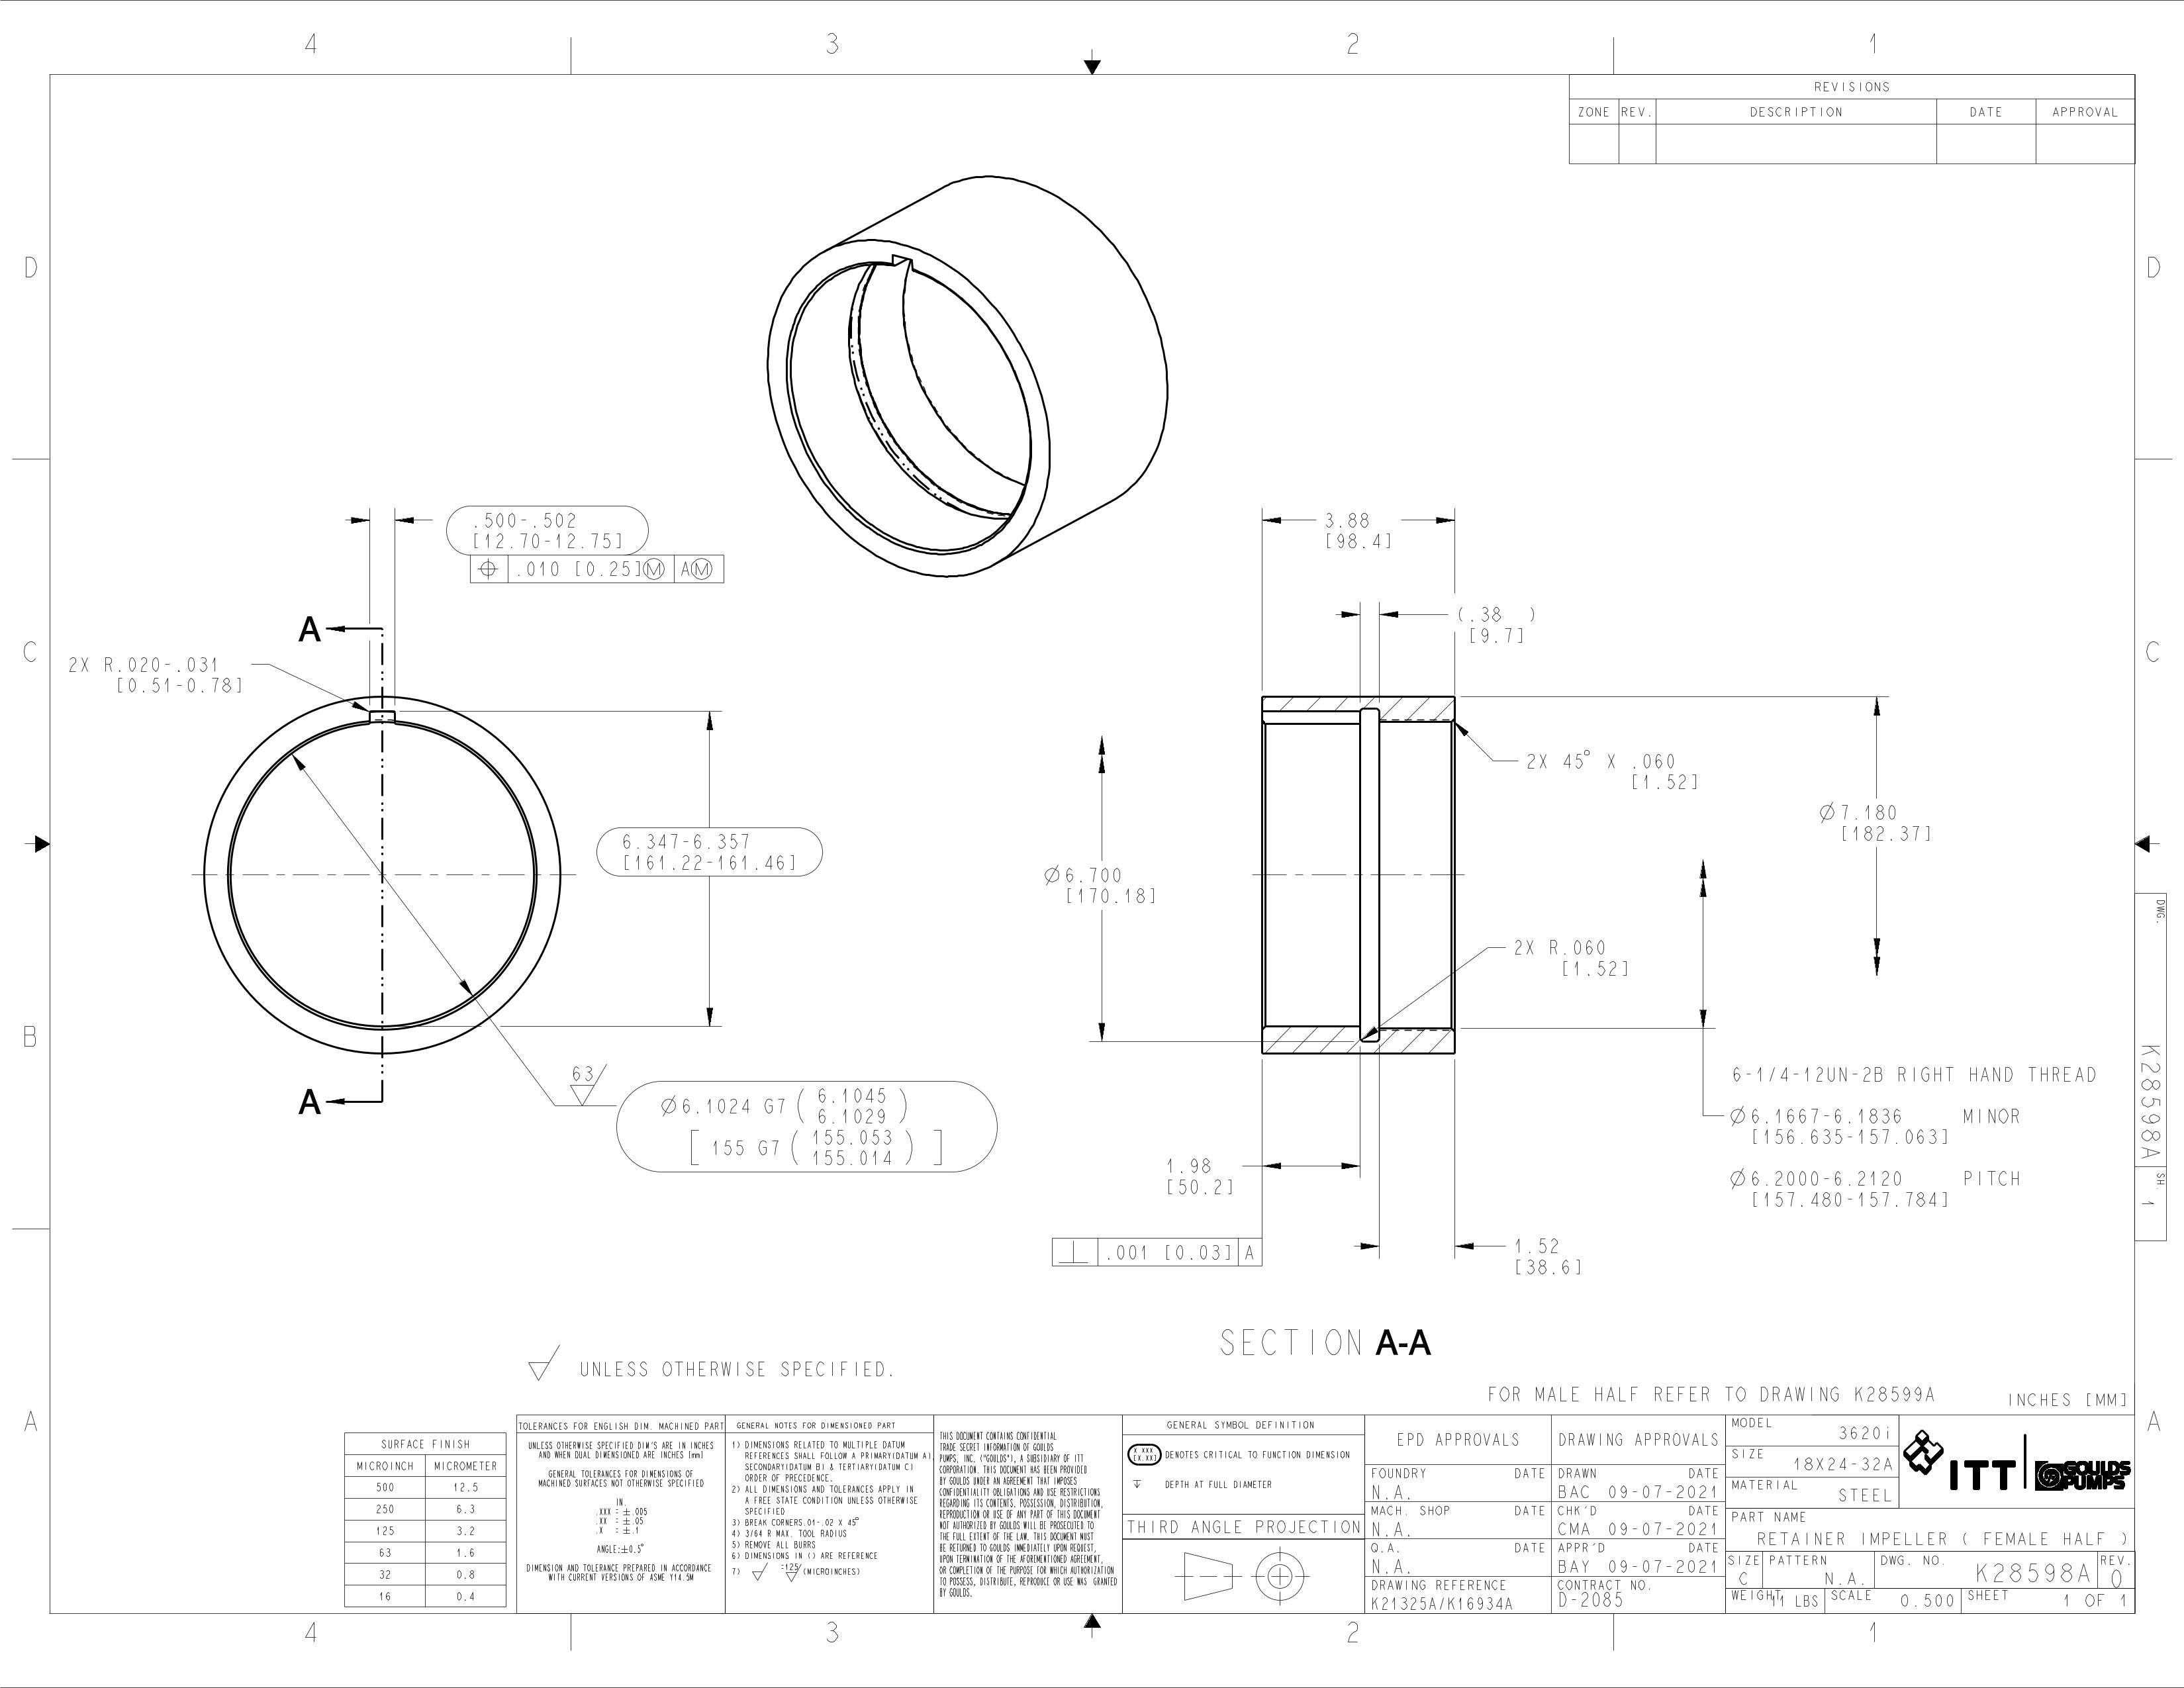 4
3
2
1
REVISIONS
ZONE REV. DESCRIPTION DATE APPROVAL
D
D
.500-.502
[12.70-12.75]
⌖ .010 [0.25]Ⓜ AⓂ
3.88
[98.4]
(.38 )
[9.7]
A
C
C
2X R.020-.031
[0.51-0.78]
2X 45° X .060
[1.52]
Ø7.180
[182.37]
6.347-6.357
[161.22-161.46]
Ø6.700
[170.18]
DWG.
K28598A
SH.
1
2X R.060
[1.52]
B
B
63
A
6-1/4-12UN-2B RIGHT HAND THREAD
Ø6.1667-6.1836 MINOR
[156.635-157.063]
Ø6.2000-6.2120 PITCH
[157.480-157.784]
Ø6.1024 G7 ( 6.1045
6.1029 )
[ 155 G7 ( 155.053
155.014 ) ]
1.98
[50.2]
⊥ .001 [0.03] A
1.52
[38.6]
SECTION A-A
UNLESS OTHERWISE SPECIFIED.
FOR MALE HALF REFER TO DRAWING K28599A
INCHES [MM]
A
A
SURFACE FINISH
MICROINCH MICROMETER
500 12.5
250 6.3
125 3.2
63 1.6
32 0.8
16 0.4
TOLERANCES FOR ENGLISH DIM. MACHINED PART
UNLESS OTHERWISE SPECIFIED DIM'S ARE IN INCHES
AND WHEN DUAL DIMENSIONED ARE INCHES [mm]
GENERAL TOLERANCES FOR DIMENSIONS OF
MACHINED SURFACES NOT OTHERWISE SPECIFIED
IN.
.XXX = ±.005
.XX = ±.05
.X = ±.1
ANGLE:±0.5°
DIMENSION AND TOLERANCE PREPARED IN ACCORDANCE
WITH CURRENT VERSIONS OF ASME Y14.5M
GENERAL NOTES FOR DIMENSIONED PART
1) DIMENSIONS RELATED TO MULTIPLE DATUM
REFERENCES SHALL FOLLOW A PRIMARY(DATUM A),
SECONDARY(DATUM B) & TERTIARY(DATUM C)
ORDER OF PRECEDENCE.
2) ALL DIMENSIONS AND TOLERANCES APPLY IN
A FREE STATE CONDITION UNLESS OTHERWISE
SPECIFIED
3) BREAK CORNERS.01-.02 X 45°
4) 3/64 R MAX. TOOL RADIUS
5) REMOVE ALL BURRS
6) DIMENSIONS IN () ARE REFERENCE
7) =125 (MICROINCHES)
THIS DOCUMENT CONTAINS CONFIDENTIAL
TRADE SECRET INFORMATION OF GOULDS
PUMPS, INC. ("GOULDS"), A SUBSIDIARY OF ITT
CORPORATION. THIS DOCUMENT HAS BEEN PROVIDED
BY GOULDS UNDER AN AGREEMENT THAT IMPOSES
CONFIDENTIALITY OBLIGATIONS AND USE RESTRICTIONS
REGARDING ITS CONTENTS. POSSESSION, DISTRIBUTION,
REPRODUCTION OR USE OF ANY PART OF THIS DOCUMENT
NOT AUTHORIZED BY GOULDS WILL BE PROSECUTED TO
THE FULL EXTENT OF THE LAW. THIS DOCUMENT MUST
BE RETURNED TO GOULDS IMMEDIATELY UPON REQUEST,
UPON TERMINATION OF THE AFOREMENTIONED AGREEMENT,
OR COMPLETION OF THE PURPOSE FOR WHICH AUTHORIZATION
TO POSSESS, DISTRIBUTE, REPRODUCE OR USE WAS GRANTED
BY GOULDS.
GENERAL SYMBOL DEFINITION
X.XXX
[X.XX]
DENOTES CRITICAL TO FUNCTION DIMENSION
DEPTH AT FULL DIAMETER
THIRD ANGLE PROJECTION
EPD APPROVALS
FOUNDRY DATE
N.A.
MACH. SHOP DATE
N.A.
Q.A. DATE
N.A.
DRAWING REFERENCE
K21325A/K16934A
DRAWING APPROVALS
DRAWN DATE
BAC 09-07-2021
CHK'D DATE
CMA 09-07-2021
APPR'D DATE
BAY 09-07-2021
CONTRACT NO.
D-2085
MODEL
3620i
SIZE
18X24-32A
MATERIAL
STEEL
ITT
GOULDS
PUMPS
PART NAME
RETAINER IMPELLER ( FEMALE HALF )
SIZE PATTERN DWG. NO. REV.
C N.A. K28598A 0
WEIGHT 11 LBS SCALE 0.500 SHEET 1 OF 1
4
3
2
1